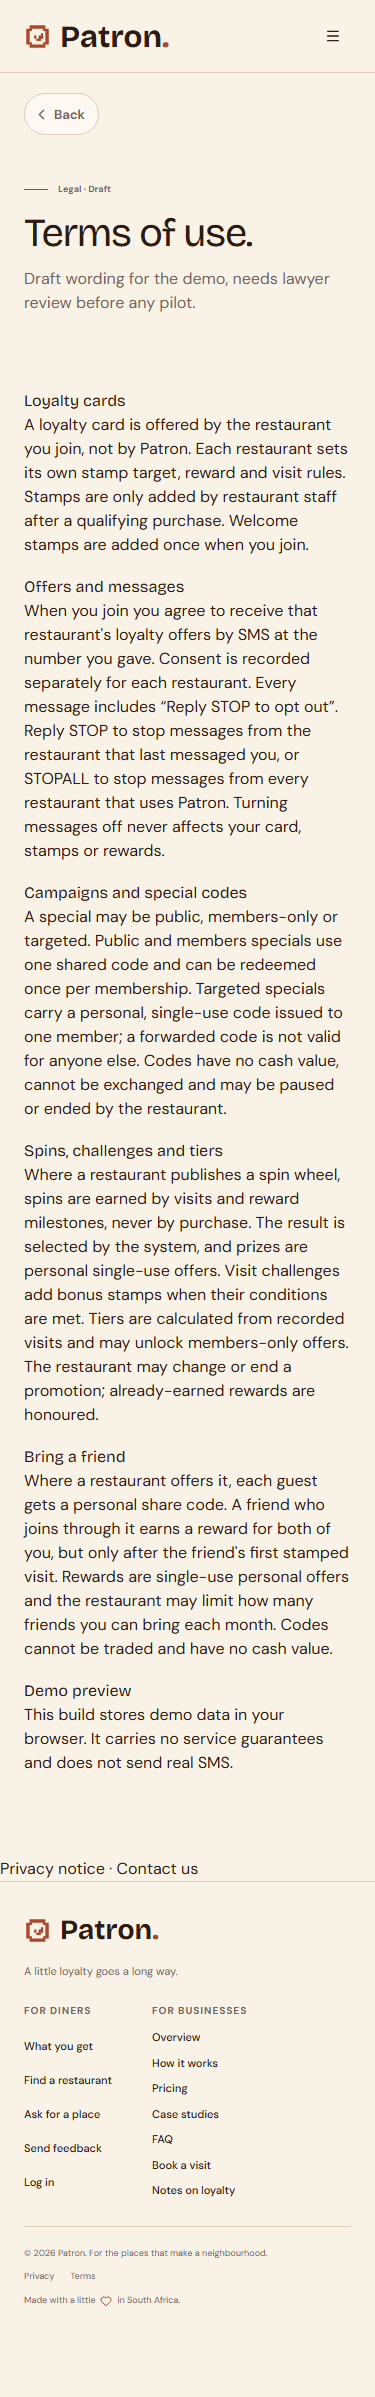 Patron.
Back
Legal · Draft
Terms of use.
Draft wording for the demo, needs lawyer
review before any pilot.
Loyalty cards
A loyalty card is offered by the restaurant
you join, not by Patron. Each restaurant sets
its own stamp target, reward and visit rules.
Stamps are only added by restaurant staff
after a qualifying purchase. Welcome
stamps are added once when you join.
Offers and messages
When you join you agree to receive that
restaurant's loyalty offers by SMS at the
number you gave. Consent is recorded
separately for each restaurant. Every
message includes “Reply STOP to opt out”.
Reply STOP to stop messages from the
restaurant that last messaged you, or
STOPALL to stop messages from every
restaurant that uses Patron. Turning
messages off never affects your card,
stamps or rewards.
Campaigns and special codes
A special may be public, members-only or
targeted. Public and members specials use
one shared code and can be redeemed
once per membership. Targeted specials
carry a personal, single-use code issued to
one member; a forwarded code is not valid
for anyone else. Codes have no cash value,
cannot be exchanged and may be paused
or ended by the restaurant.
Spins, challenges and tiers
Where a restaurant publishes a spin wheel,
spins are earned by visits and reward
milestones, never by purchase. The result is
selected by the system, and prizes are
personal single-use offers. Visit challenges
add bonus stamps when their conditions
are met. Tiers are calculated from recorded
visits and may unlock members-only offers.
The restaurant may change or end a
promotion; already-earned rewards are
honoured.
Bring a friend
Where a restaurant offers it, each guest
gets a personal share code. A friend who
joins through it earns a reward for both of
you, but only after the friend's first stamped
visit. Rewards are single-use personal offers
and the restaurant may limit how many
friends you can bring each month. Codes
cannot be traded and have no cash value.
Demo preview
This build stores demo data in your
browser. It carries no service guarantees
and does not send real SMS.
Privacy notice · Contact us
Patron.
A little loyalty goes a long way.
FOR DINERS
What you get
Find a restaurant
Ask for a place
Send feedback
Log in
FOR BUSINESSES
Overview
How it works
Pricing
Case studies
FAQ
Book a visit
Notes on loyalty
© 2026 Patron. For the places that make a neighbourhood.
Privacy Terms
Made with a little in South Africa.